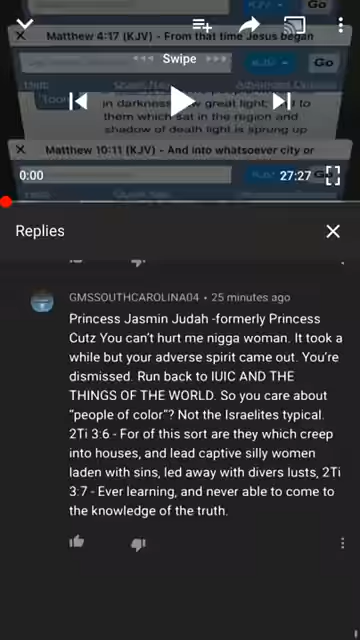 Matthew 4:17 (KJV) - From that time Jesus began
Go
Swipe
in darkness saw great light; and to
them which sat in the region and
shadow of death light is sprung up
Matthew 10:11 (KJV) - And into whatsoever city or
0:00
27:27
Replies
GMSSOUTHCAROLINA04 • 25 minutes ago
Princess Jasmin Judah -formerly Princess
Cutz You can't hurt me nigga woman. It took a
while but your adverse spirit came out. You're
dismissed. Run back to IUIC AND THE
THINGS OF THE WORLD. So you care about
"people of color"? Not the Israelites typical.
2Ti 3:6 - For of this sort are they which creep
into houses, and lead captive silly women
laden with sins, led away with divers lusts, 2Ti
3:7 - Ever learning, and never able to come to
the knowledge of the truth.